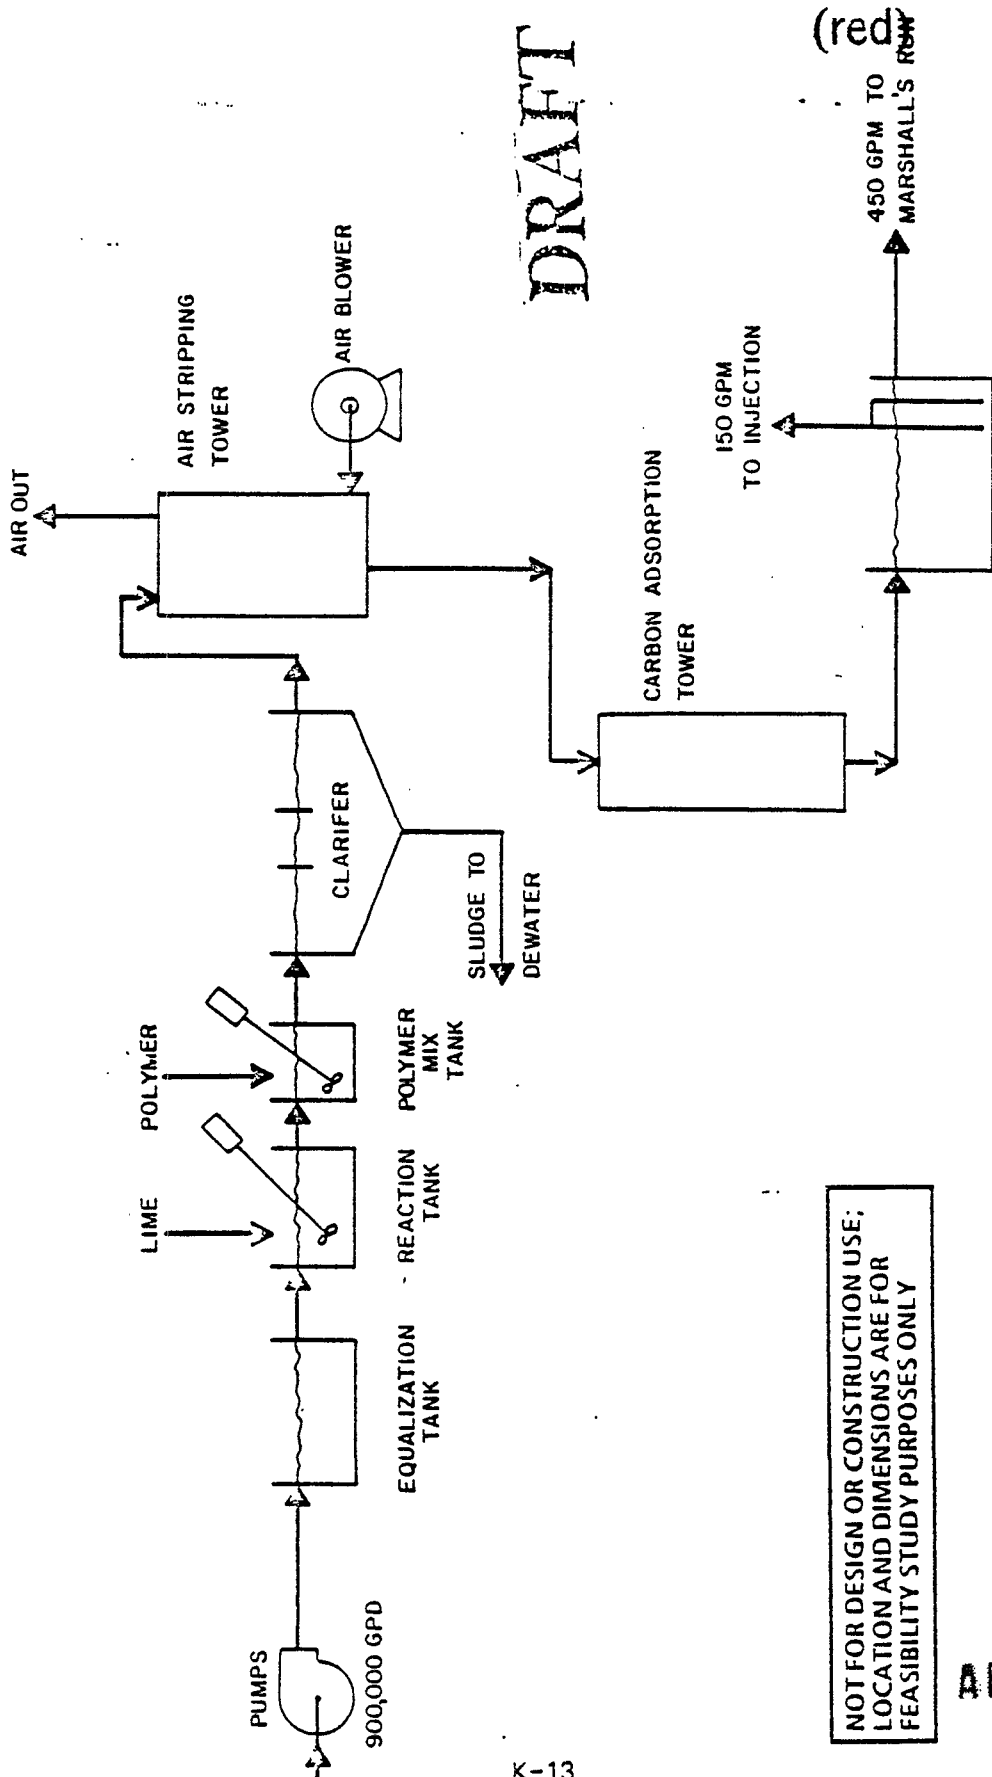 (red)
DRAFT
PUMPS
900,000 GPD
EQUALIZATION
TANK
LIME
REACTION
TANK
POLYMER
POLYMER
MIX
TANK
CLARIFER
SLUDGE TO
DEWATER
AIR OUT
AIR STRIPPING
TOWER
AIR BLOWER
CARBON ADSORPTION
TOWER
150 GPM
TO INJECTION
450 GPM TO
MARSHALL'S RUN
NOT FOR DESIGN OR CONSTRUCTION USE;
LOCATION AND DIMENSIONS ARE FOR
FEASIBILITY STUDY PURPOSES ONLY
K-13